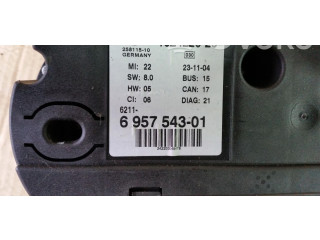 258115-10
GERMANY
MI: 22 23-11-04
SW: 8.0 BUS: 15
HW: 05 CAN: 17
CI: 06 DIAG: 21
6211-
6 957 543-01